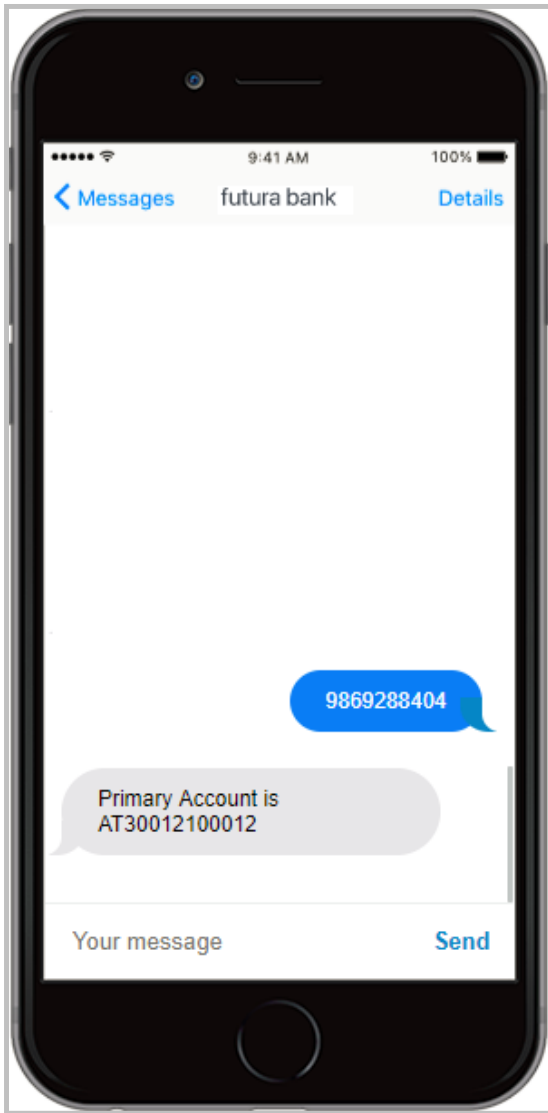 9:41 AM 100%
Messages futura bank Details
9869288404
Primary Account is
AT30012100012
Your message Send